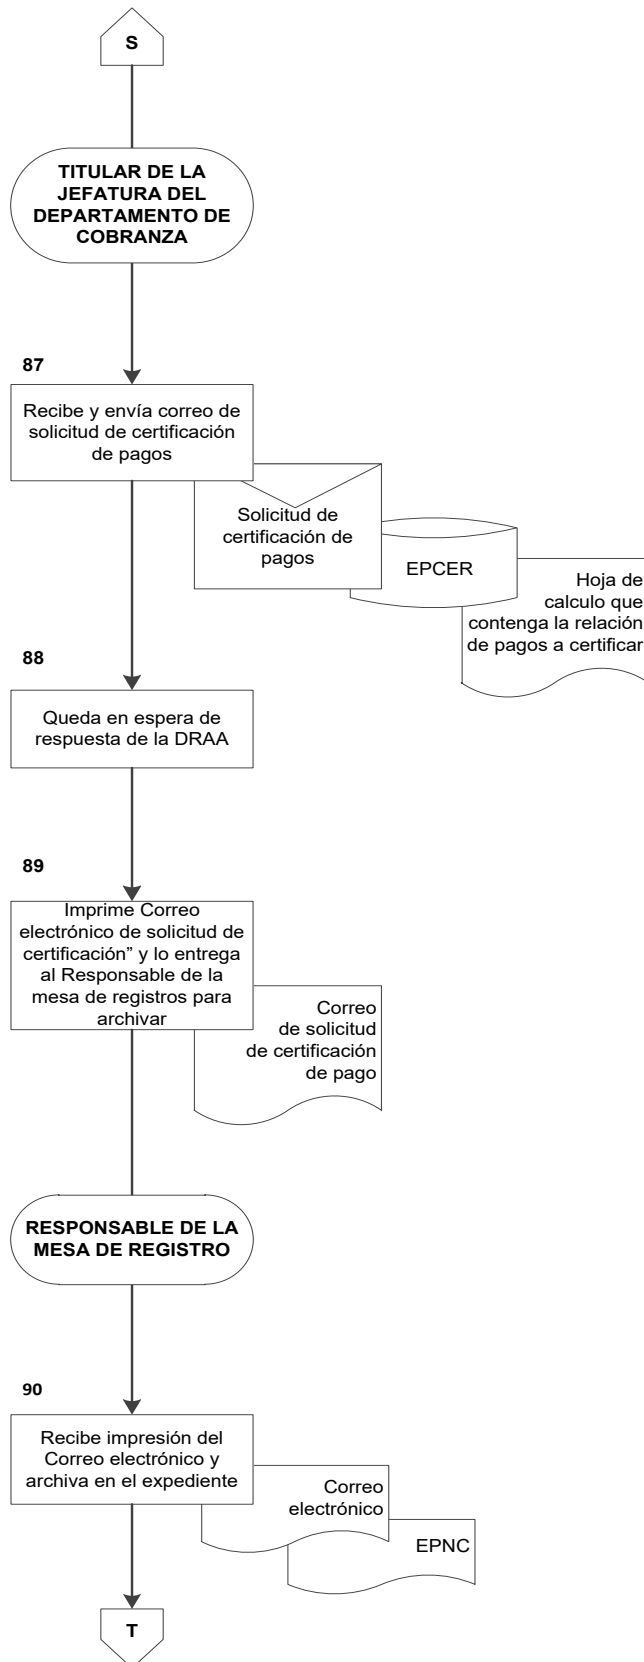 S
TITULAR DE LA
JEFATURA DEL
DEPARTAMENTO DE
COBRANZA
87
Recibe y envía correo de
solicitud de certificación
de pagos
Solicitud de
certificación de
pagos
EPCER
Hoja de
calculo que
contenga la relación
de pagos a certificar
88
Queda en espera de
respuesta de la DRAA
89
Imprime Correo
electrónico de solicitud de
certificación” y lo entrega
al Responsable de la
mesa de registros para
archivar
Correo
de solicitud
de certificación
de pago
RESPONSABLE DE LA
MESA DE REGISTRO
90
Recibe impresión del
Correo electrónico y
archiva en el expediente
Correo
electrónico
EPNC
T